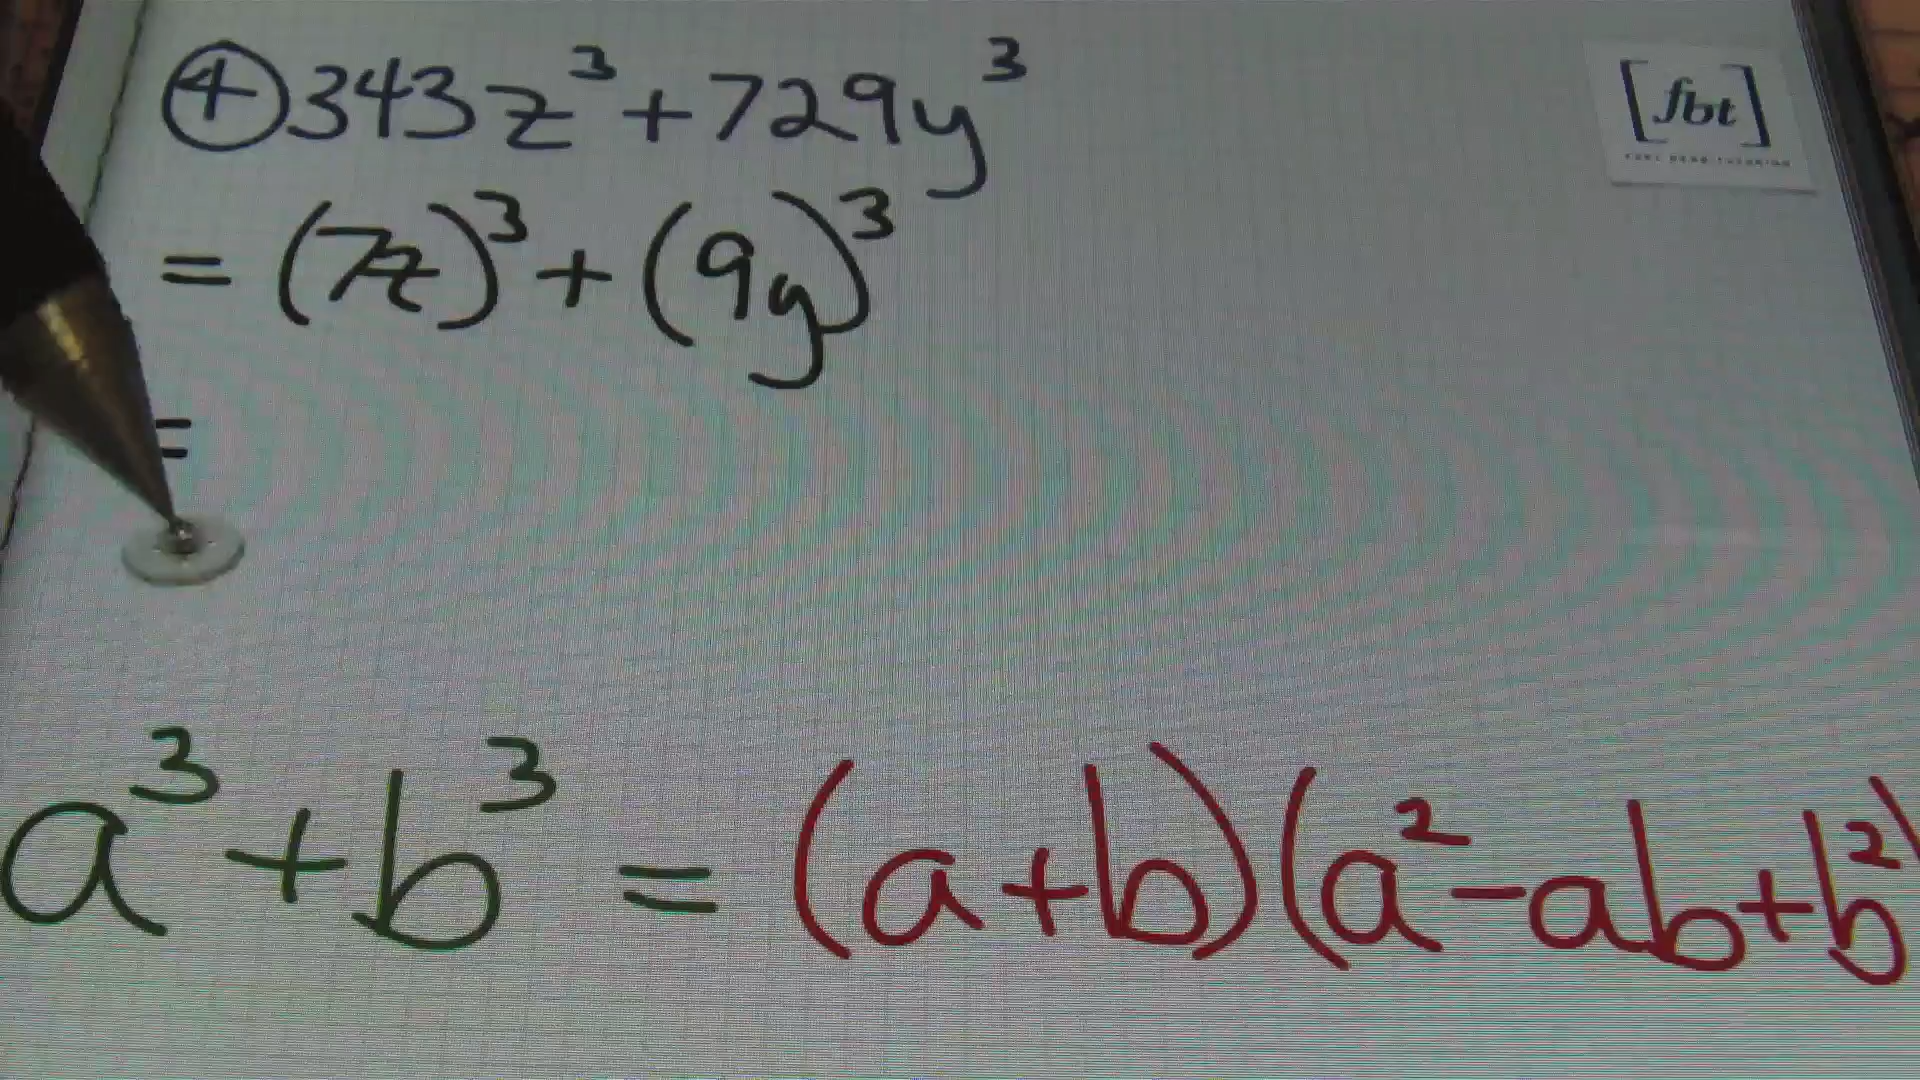 ④ 343z³ + 729y³
= (7z)³ + (9y)³
=
a³ + b³ = (a+b)(a²-ab+b²)
[fbt]